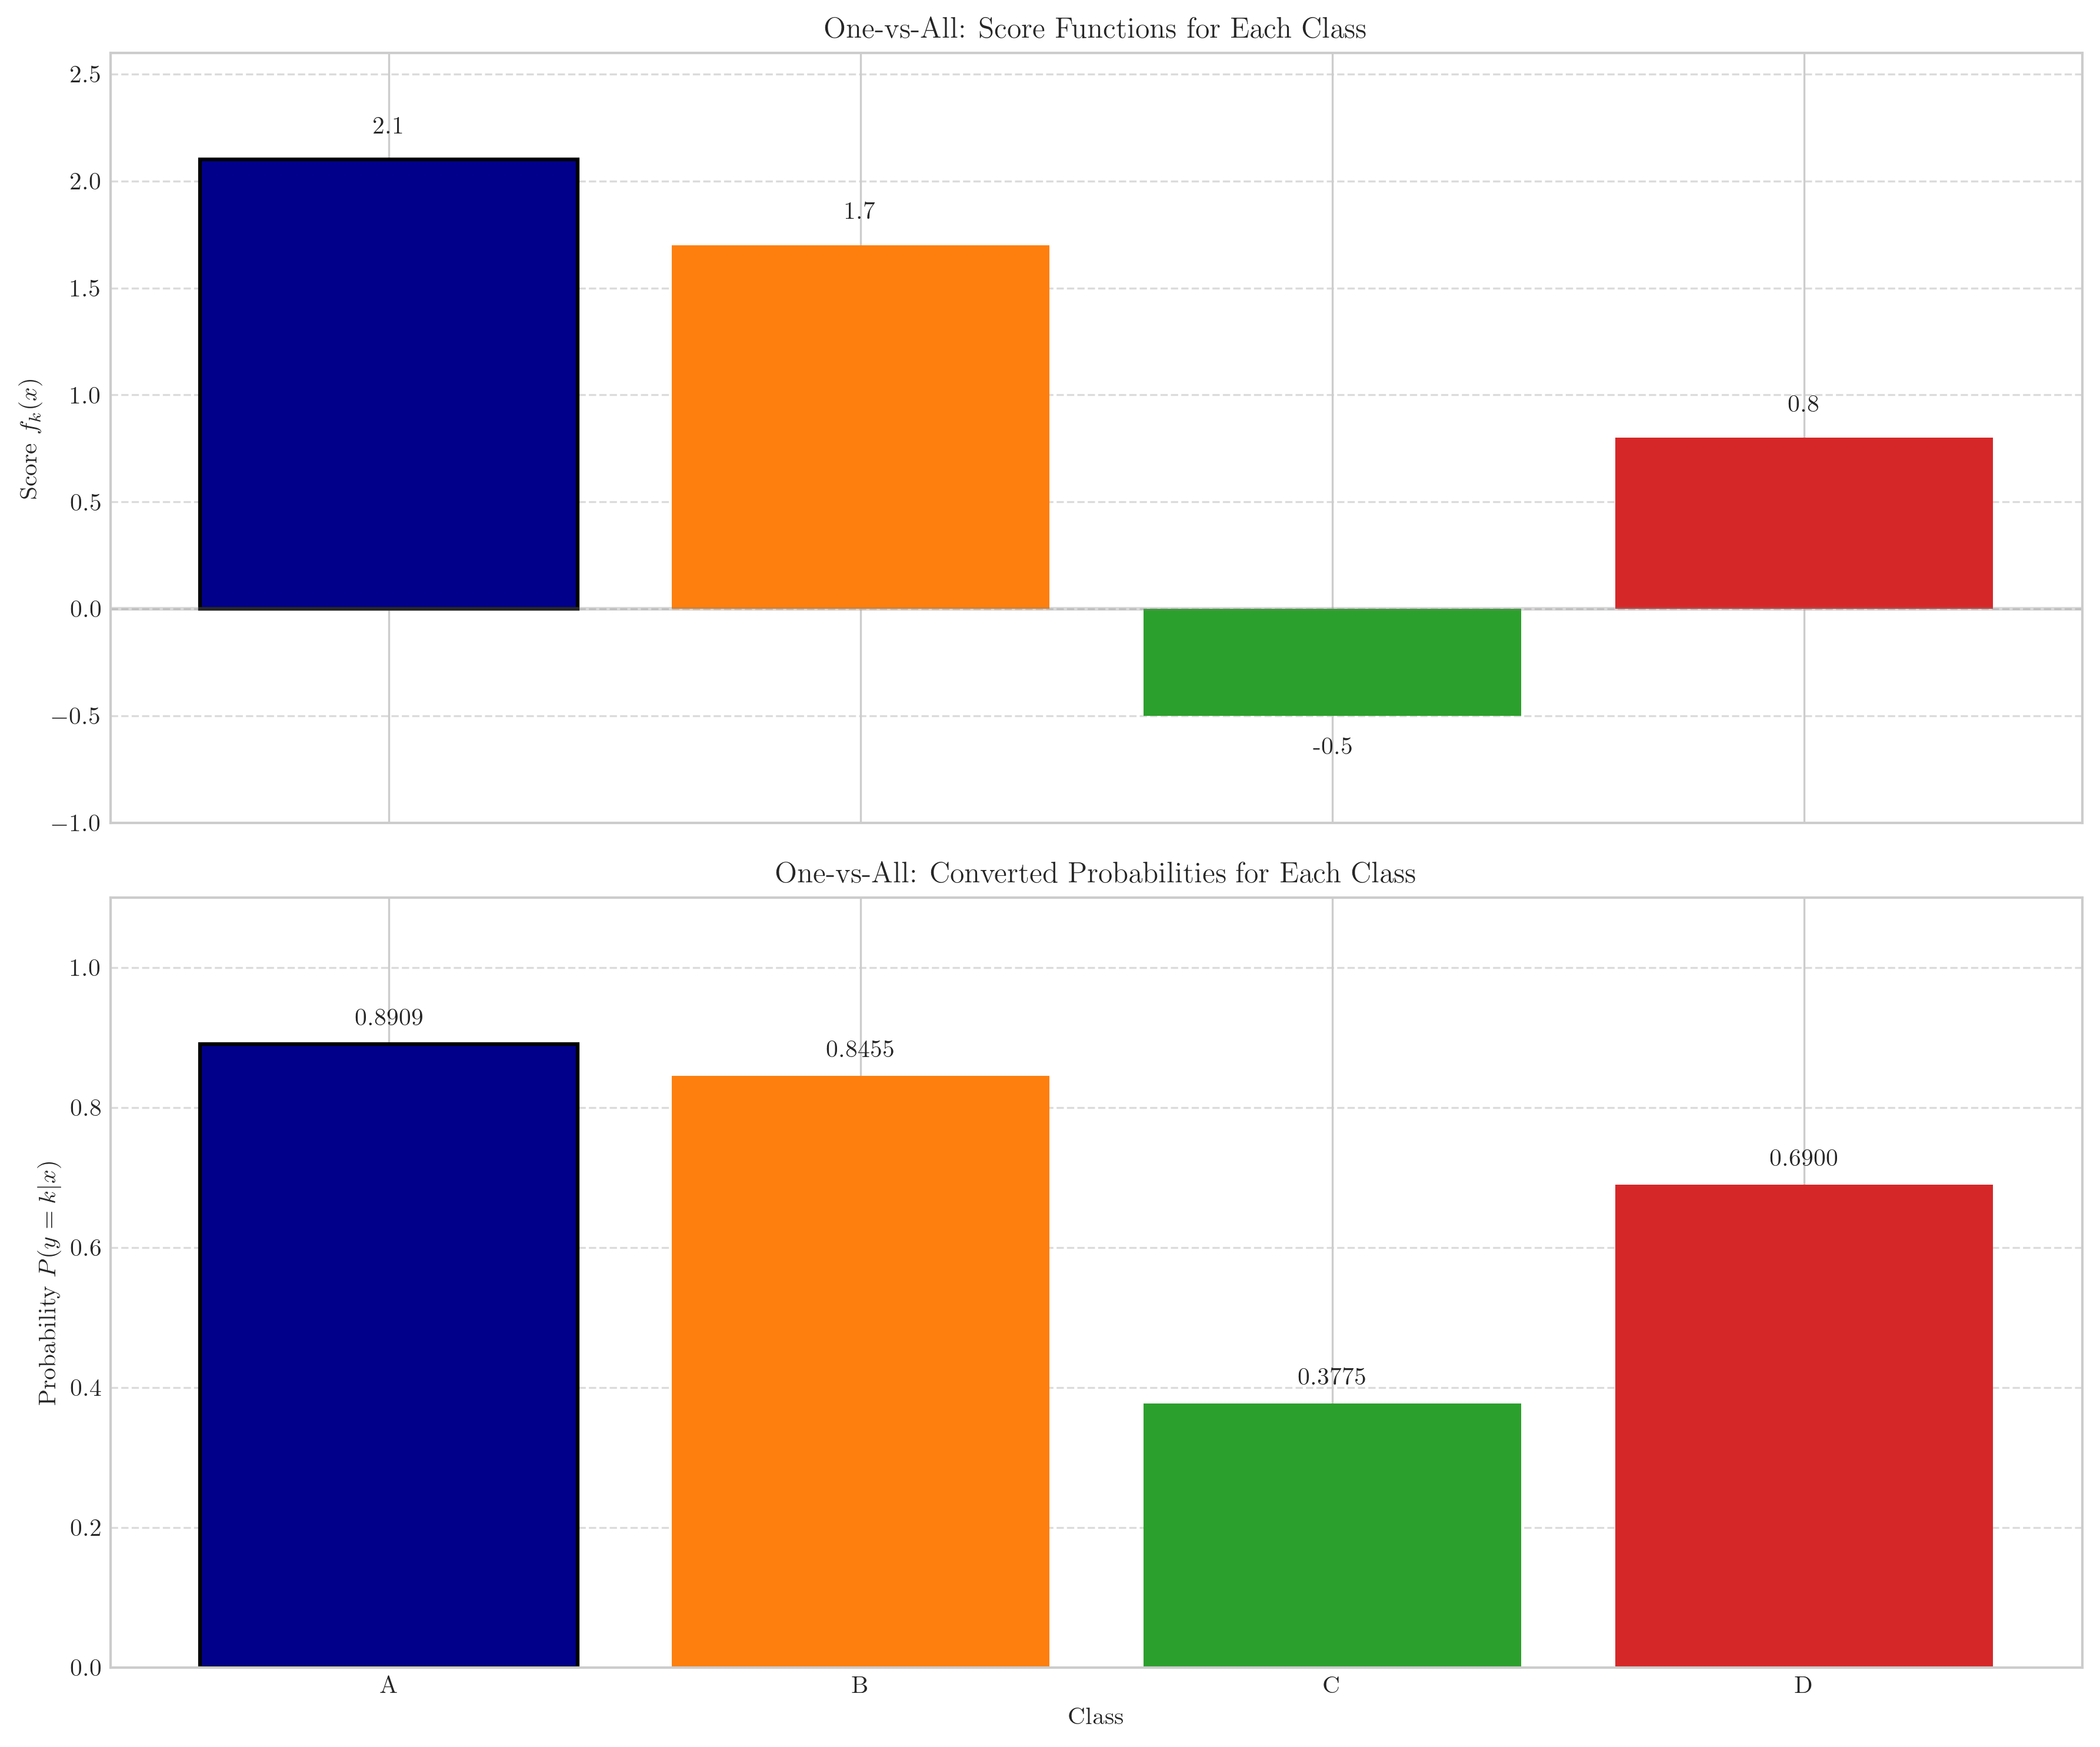 One-vs-All: Score Functions for Each Class
Score $f_k(x)$
2.5
2.0
1.5
1.0
0.5
0.0
−0.5
−1.0
2.1
1.7
-0.5
0.8
One-vs-All: Converted Probabilities for Each Class
Probability $P(y = k|x)$
1.0
0.8
0.6
0.4
0.2
0.0
0.8909
0.8455
0.3775
0.6900
A
B
C
D
Class